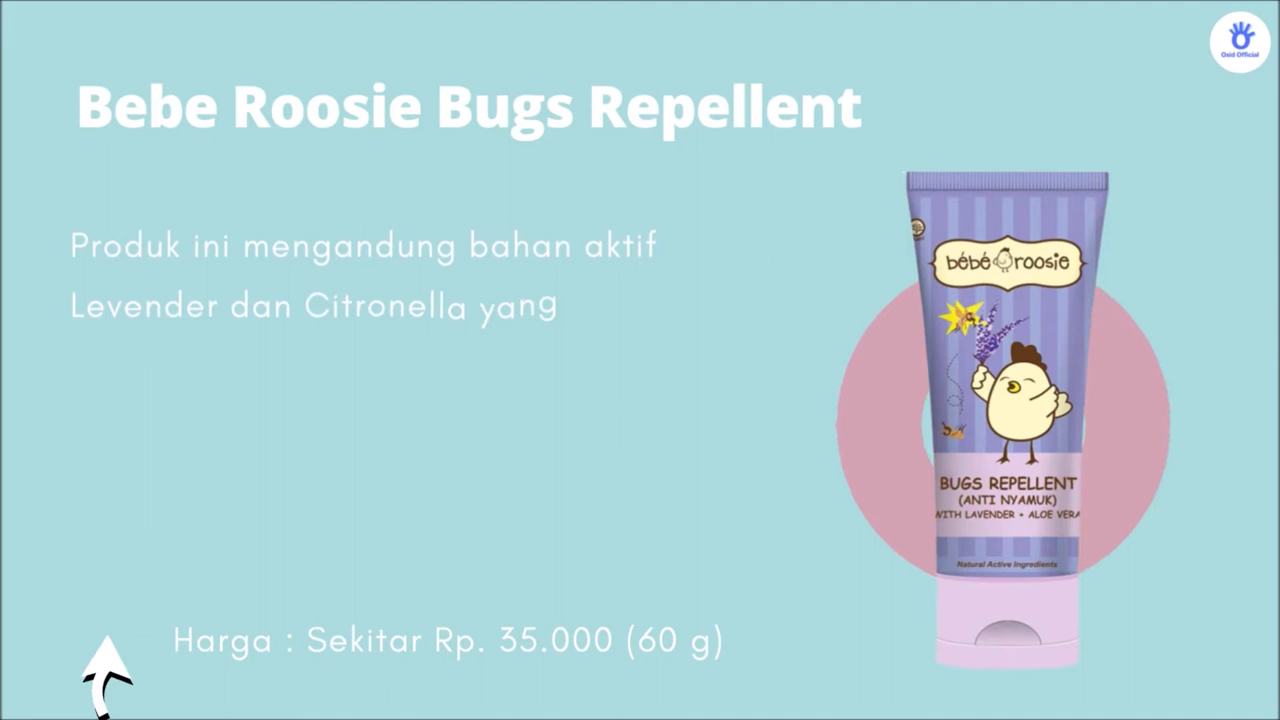 Osid Official
Bebe Roosie Bugs Repellent
Produk ini mengandung bahan aktif
Levender dan Citronella yang
bébé roosie
BUGS REPELLENT
(ANTI NYAMUK)
WITH LAVENDER + ALOE VERA
Natural Active Ingredients
Harga : Sekitar Rp. 35.000 (60 g)